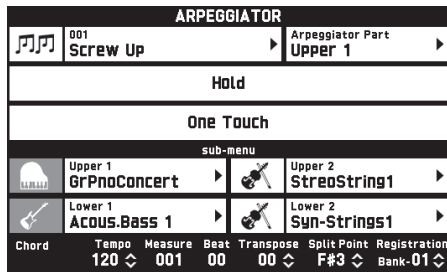 ARPEGGIATOR
001
Screw Up
Arpeggiator Part
Upper 1
Hold
One Touch
sub-menu
Upper 1
GrPnoConcert
Upper 2
StreoString1
Lower 1
Acous.Bass 1
Lower 2
Syn-Strings1
Chord Tempo Measure Beat Transpose Split Point Registration
120 001 00 00 F#3 Bank-01